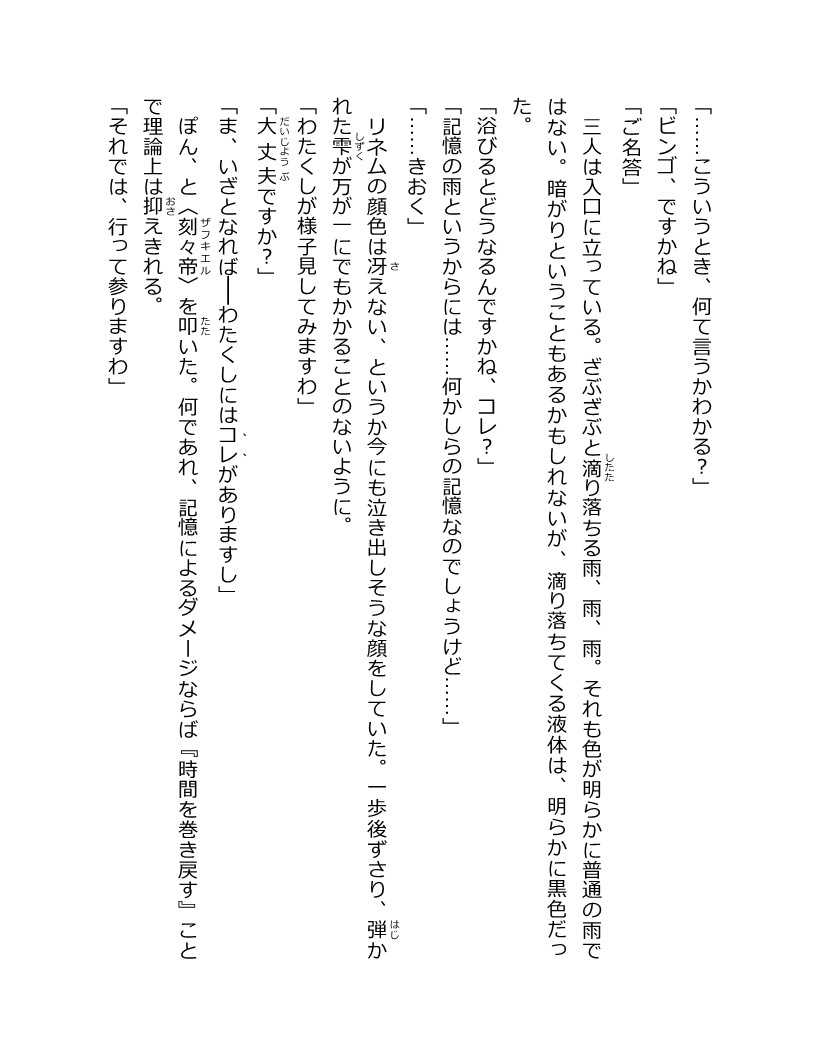 「……こういうとき、何て言うかわかる？」
「ビンゴ、ですかね」
「ご名答」
　三人は入口に立っている。ざぶざぶと滴り落ちる雨、雨、雨。それも色が明らかに普通の雨で
はない。暗がりということもあるかもしれないが、滴り落ちてくる液体は、明らかに黒色だっ
た。
「浴びるとどうなるんですかね、コレ？」
「記憶の雨というからには……何かしらの記憶なのでしょうけど……」
「……きおく」
　リネムの顔色は冴えない、というか今にも泣き出しそうな顔をしていた。一歩後ずさり、弾か
れた雫が万が一にでもかかることのないように。
「わたくしが様子見してみますわ」
「大丈夫ですか？」
「ま、いざとなれば――わたくしにはコレがありますし」
　ぽん、と〈刻々帝〉を叩いた。何であれ、記憶によるダメージならば『時間を巻き戻す』こと
で理論上は抑えきれる。
「それでは、行って参りますわ」